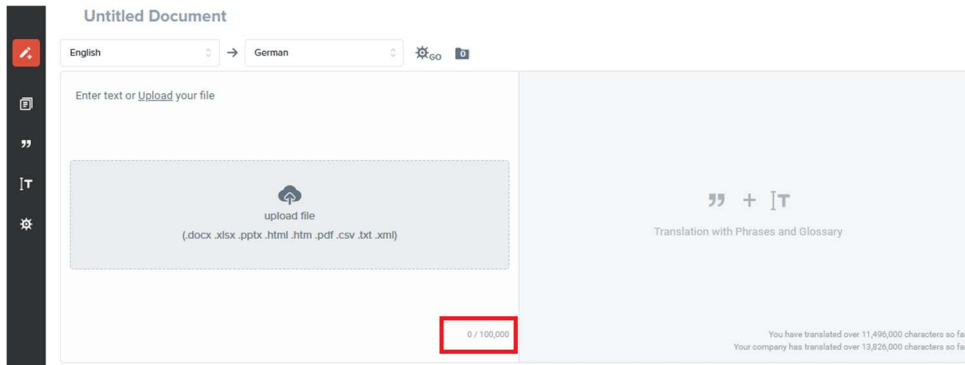 Untitled Document
English → German GO 0
Enter text or Upload your file
upload file
(.docx .xlsx .pptx .html .htm .pdf .csv .txt .xml)
Translation with Phrases and Glossary
0 / 100,000
You have translated over 11,496,000 characters so fa
Your company has translated over 13,826,000 characters so fa